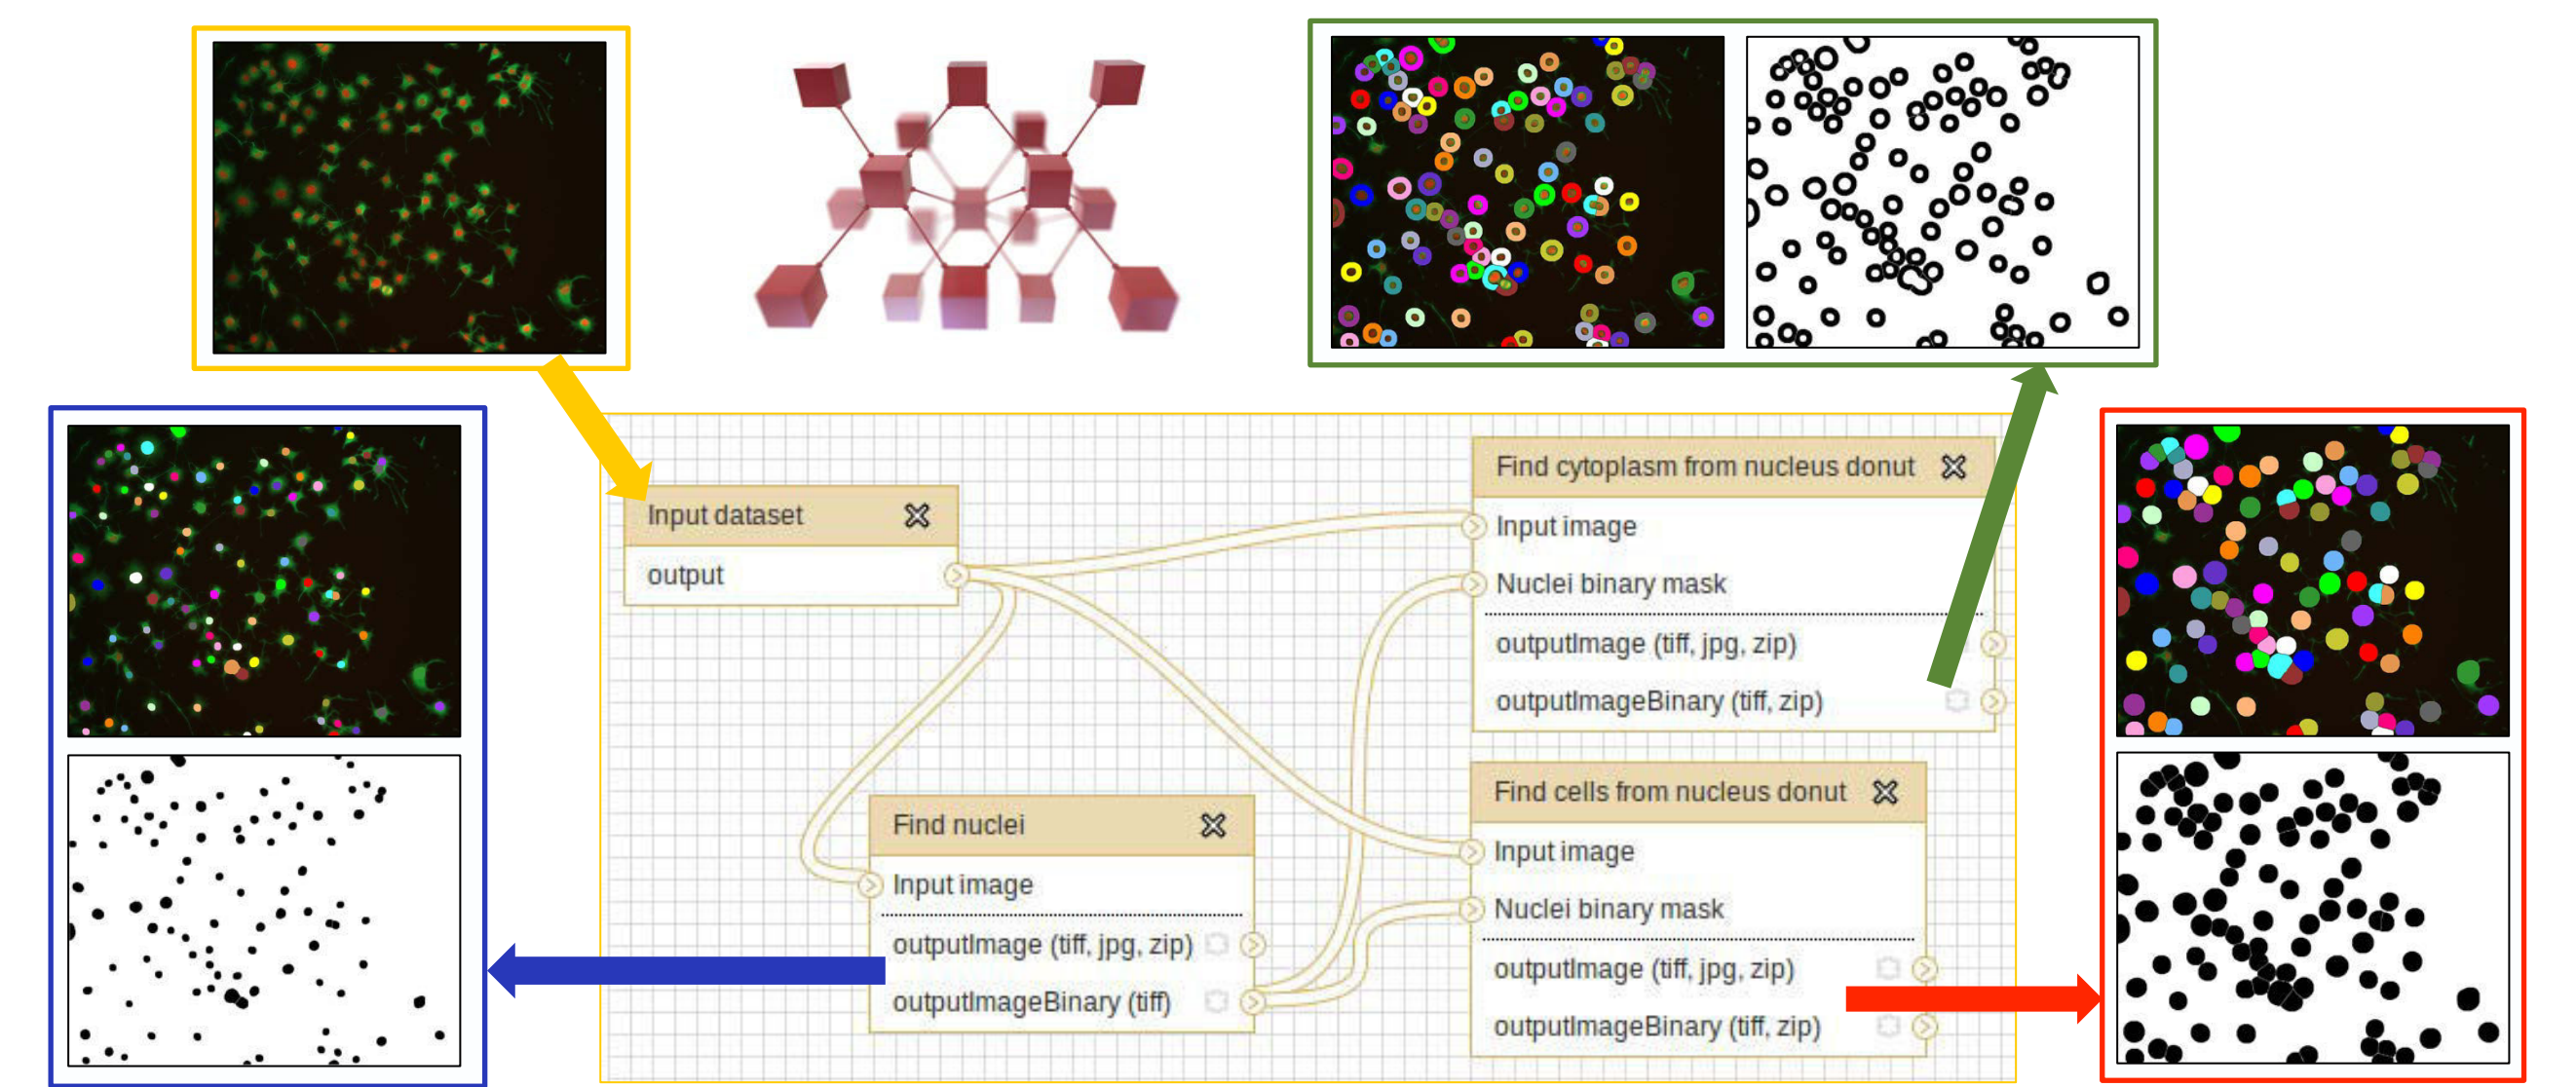 Input dataset
output
Find cytoplasm from nucleus donut
Input image
Nuclei binary mask
outputImage (tiff, jpg, zip)
outputImageBinary (tiff, zip)
Find nuclei
Input image
outputImage (tiff, jpg, zip)
outputImageBinary (tiff)
Find cells from nucleus donut
Input image
Nuclei binary mask
outputImage (tiff, jpg, zip)
outputImageBinary (tiff, zip)